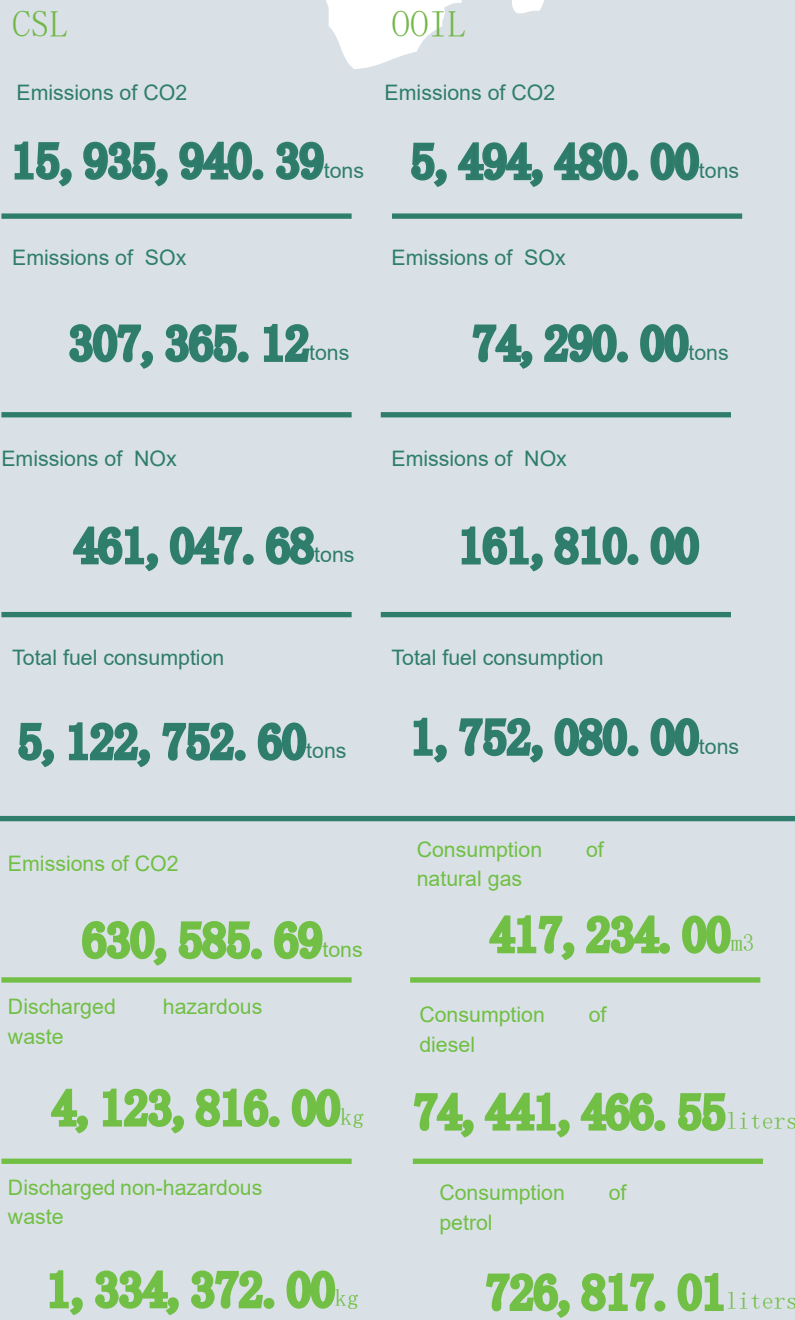 CSL
OOIL
Emissions of CO2
Emissions of CO2
15,935,940.39tons
5,494,480.00tons
Emissions of SOx
Emissions of SOx
307,365.12tons
74,290.00tons
Emissions of NOx
Emissions of NOx
461,047.68tons
161,810.00
Total fuel consumption
Total fuel consumption
5,122,752.60tons
1,752,080.00tons
Emissions of CO2
630,585.69tons
Consumption of
natural gas
417,234.00m3
Discharged hazardous
waste
4,123,816.00kg
Consumption of
diesel
74,441,466.55liters
Discharged non-hazardous
waste
1,334,372.00kg
Consumption of
petrol
726,817.01liters